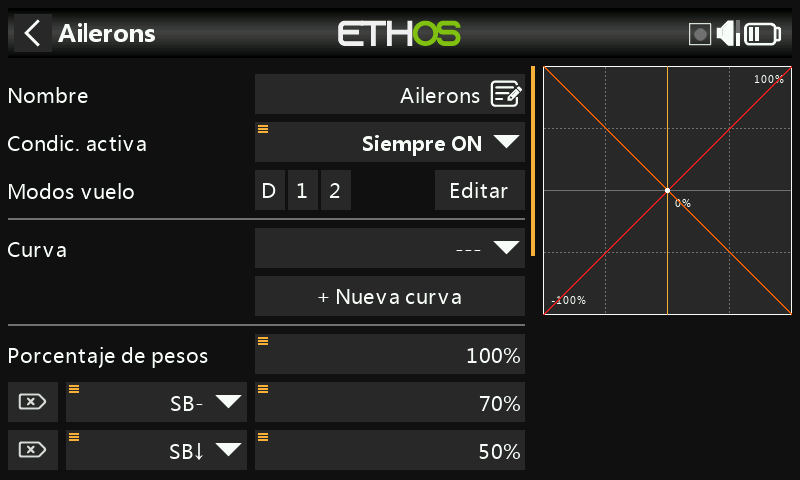 Ailerons
ETHOS
Nombre
Ailerons
Condic. activa
Siempre ON
Modos vuelo
D 1 2
Editar
Curva
---
+ Nueva curva
Porcentaje de pesos
100%
SB-
70%
SB↓
50%
100%
0%
-100%